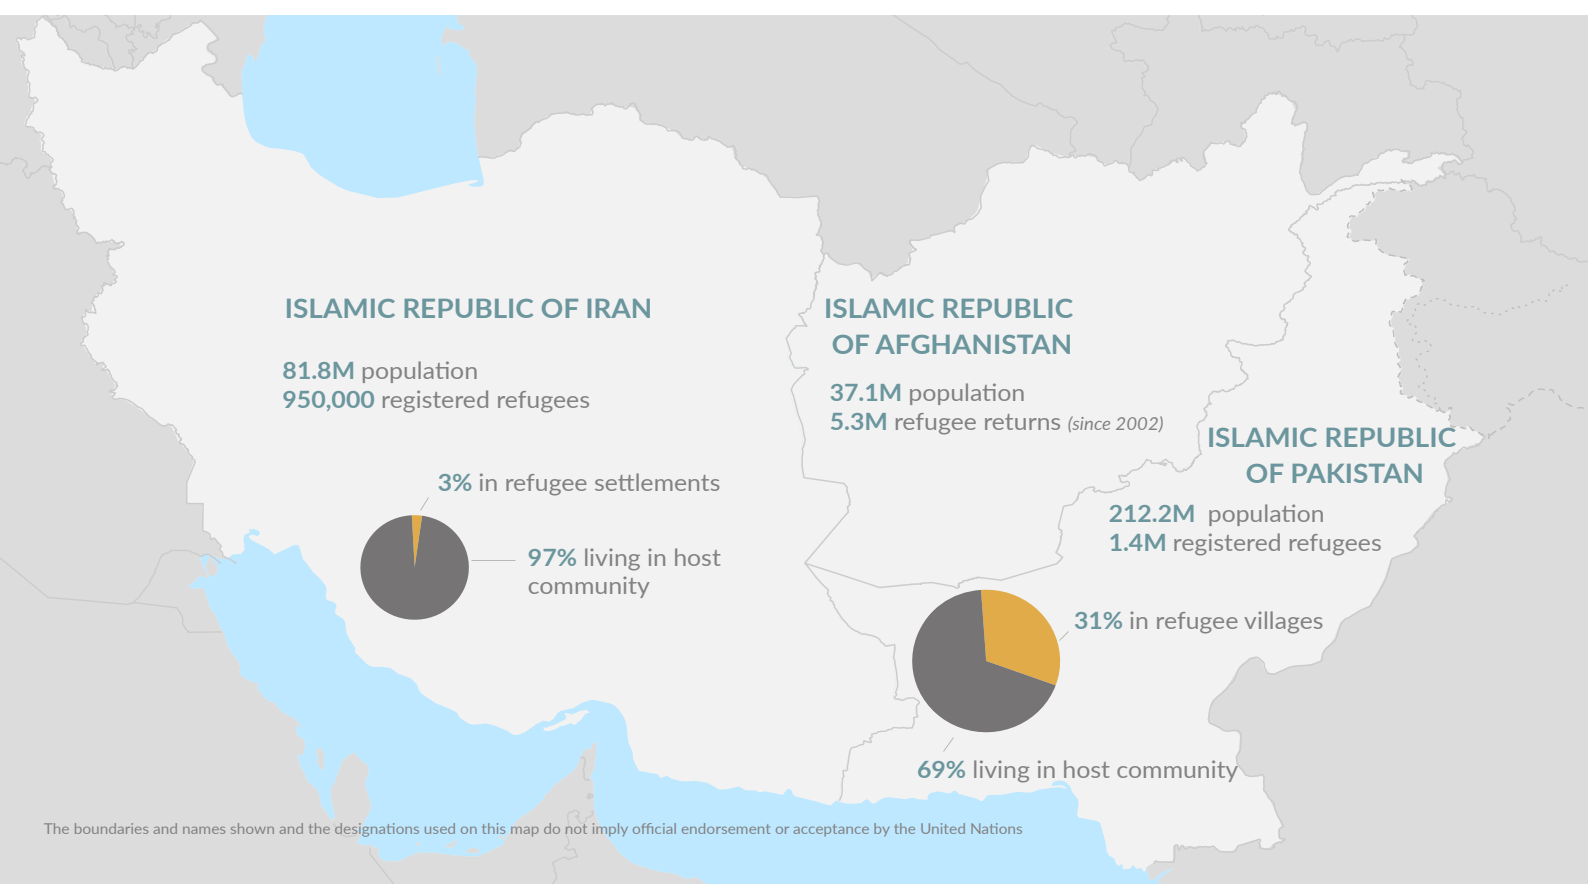 ISLAMIC REPUBLIC OF IRAN
81.8M population
950,000 registered refugees
3% in refugee settlements
97% living in host
community
ISLAMIC REPUBLIC
OF AFGHANISTAN
37.1M population
5.3M refugee returns (since 2002)
ISLAMIC REPUBLIC
OF PAKISTAN
212.2M population
1.4M registered refugees
31% in refugee villages
69% living in host community
The boundaries and names shown and the designations used on this map do not imply official endorsement or acceptance by the United Nations